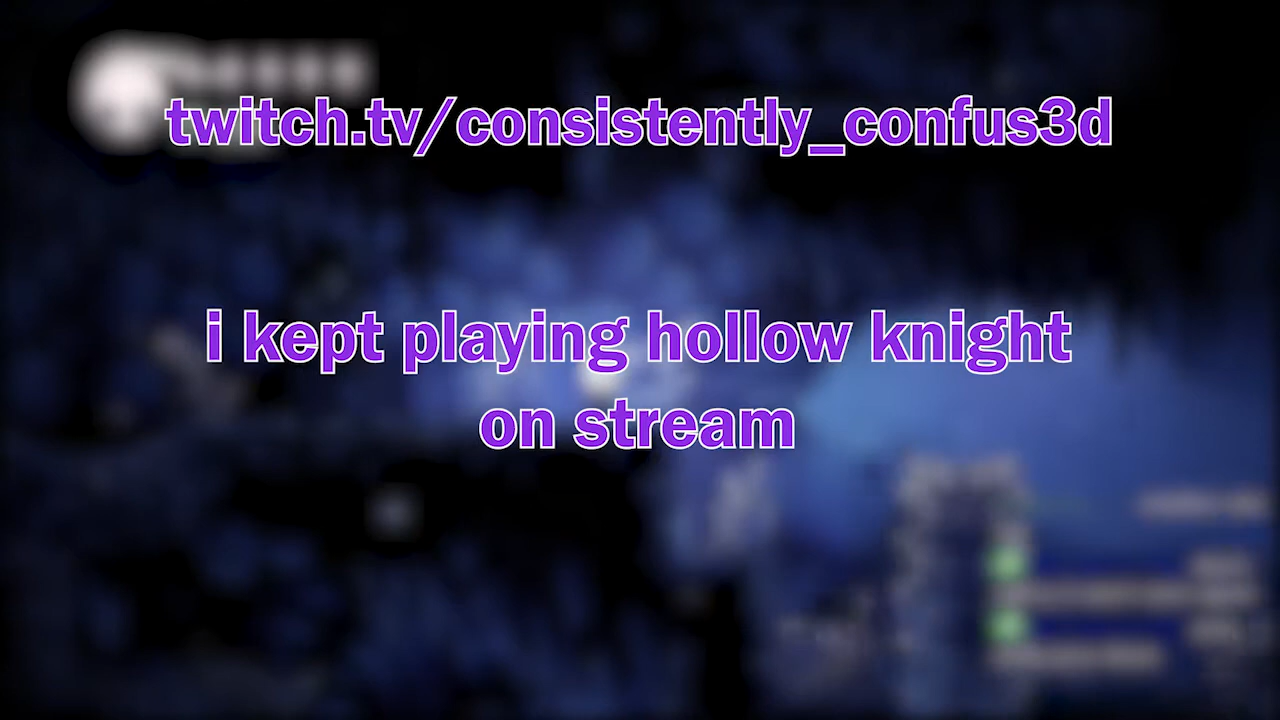 twitch.tv/consistently_confus3d
i kept playing hollow knight
on stream